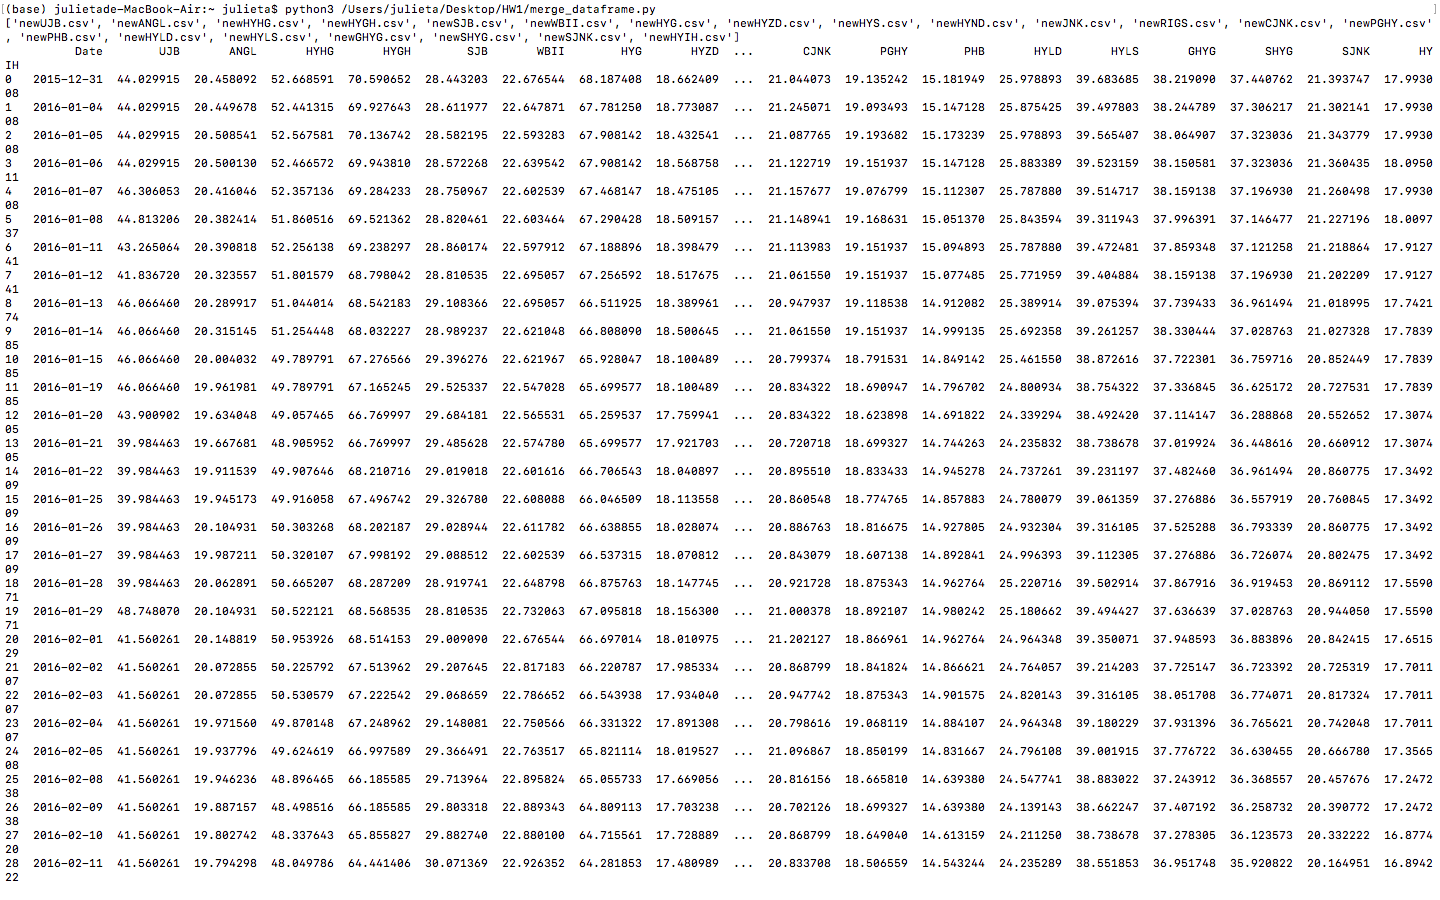 (base) julietade-MacBook-Air:~ julieta$ python3 /Users/julieta/Desktop/HW1/merge_dataframe.py
['newUJB.csv', 'newANGL.csv', 'newHYHG.csv', 'newHYGH.csv', 'newSJB.csv', 'newWBII.csv', 'newHYG.csv', 'newHYZD.csv', 'newHYS.csv', 'newHYND.csv', 'newJNK.csv', 'newRIGS.csv', 'newCJNK.csv', 'newPGHY.csv'
, 'newPHB.csv', 'newHYLD.csv', 'newHYLS.csv', 'newGHYG.csv', 'newSHYG.csv', 'newSJNK.csv', 'newHYIH.csv']
Date UJB ANGL HYHG HYGH SJB WBII HYG HYZD ... CJNK PGHY PHB HYLD HYLS GHYG SHYG SJNK HY
IH
0 2015-12-31 44.029915 20.458092 52.668591 70.590652 28.443203 22.676544 68.187408 18.662409 ... 21.044073 19.135242 15.181949 25.978893 39.683685 38.219090 37.440762 21.393747 17.9930
08
1 2016-01-04 44.029915 20.449678 52.441315 69.927643 28.611977 22.647871 67.781250 18.773087 ... 21.245071 19.093493 15.147128 25.875425 39.497803 38.244789 37.306217 21.302141 17.9930
08
2 2016-01-05 44.029915 20.508541 52.567581 70.136742 28.582195 22.593283 67.908142 18.432541 ... 21.087765 19.193682 15.173239 25.978893 39.565407 38.064907 37.323036 21.343779 17.9930
08
3 2016-01-06 44.029915 20.500130 52.466572 69.943810 28.572268 22.639542 67.908142 18.568758 ... 21.122719 19.151937 15.147128 25.883389 39.523159 38.150581 37.323036 21.360435 18.0950
11
4 2016-01-07 46.306053 20.416046 52.357136 69.284233 28.750967 22.602539 67.468147 18.475105 ... 21.157677 19.076799 15.112307 25.787880 39.514717 38.159138 37.196930 21.260498 17.9930
08
5 2016-01-08 44.813206 20.382414 51.860516 69.521362 28.820461 22.603464 67.290428 18.509157 ... 21.148941 19.168631 15.051370 25.843594 39.311943 37.996391 37.146477 21.227196 18.0097
37
6 2016-01-11 43.265064 20.390818 52.256138 69.238297 28.860174 22.597912 67.188896 18.398479 ... 21.113983 19.151937 15.094893 25.787880 39.472481 37.859348 37.121258 21.218864 17.9127
41
7 2016-01-12 41.836720 20.323557 51.801579 68.798042 28.810535 22.695057 67.256592 18.517675 ... 21.061550 19.151937 15.077485 25.771959 39.404884 38.159138 37.196930 21.202209 17.9127
41
8 2016-01-13 46.066460 20.289917 51.044014 68.542183 29.108366 22.695057 66.511925 18.389961 ... 20.947937 19.118538 14.912082 25.389914 39.075394 37.739433 36.961494 21.018995 17.7421
74
9 2016-01-14 46.066460 20.315145 51.254448 68.032227 28.989237 22.621048 66.808090 18.500645 ... 21.061550 19.151937 14.999135 25.692358 39.261257 38.330444 37.028763 21.027328 17.7839
85
10 2016-01-15 46.066460 20.004032 49.789791 67.276566 29.396276 22.621967 65.928047 18.100489 ... 20.799374 18.791531 14.849142 25.461550 38.872616 37.722301 36.759716 20.852449 17.7839
85
11 2016-01-19 46.066460 19.961981 49.789791 67.165245 29.525337 22.547028 65.699577 18.100489 ... 20.834322 18.690947 14.796702 24.800934 38.754322 37.336845 36.625172 20.727531 17.7839
85
12 2016-01-20 43.900902 19.634048 49.057465 66.769997 29.684181 22.565531 65.259537 17.759941 ... 20.834322 18.623898 14.691822 24.339294 38.492420 37.114147 36.288868 20.552652 17.3074
05
13 2016-01-21 39.984463 19.667681 48.905952 66.769997 29.485628 22.574780 65.699577 17.921703 ... 20.720718 18.699327 14.744263 24.235832 38.738678 37.019924 36.448616 20.660912 17.3074
05
14 2016-01-22 39.984463 19.911539 49.907646 68.210716 29.019018 22.601616 66.706543 18.040897 ... 20.895510 18.833433 14.945278 24.737261 39.231197 37.482460 36.961494 20.860775 17.3492
09
15 2016-01-25 39.984463 19.945173 49.916058 67.496742 29.326780 22.608088 66.046509 18.113558 ... 20.860548 18.774765 14.857883 24.780079 39.061359 37.276886 36.557919 20.760845 17.3492
09
16 2016-01-26 39.984463 20.104931 50.303268 68.202187 29.028944 22.611782 66.638855 18.028074 ... 20.886763 18.816675 14.927805 24.932304 39.316105 37.525288 36.793339 20.860775 17.3492
09
17 2016-01-27 39.984463 19.987211 50.320107 67.998192 29.088512 22.602539 66.537315 18.070812 ... 20.843079 18.607138 14.892841 24.996393 39.112305 37.276886 36.726074 20.802475 17.3492
09
18 2016-01-28 39.984463 20.062891 50.665207 68.287209 28.919741 22.648798 66.875763 18.147745 ... 20.921728 18.875343 14.962764 25.220716 39.502914 37.867916 36.919453 20.869112 17.5590
71
19 2016-01-29 48.748070 20.104931 50.522121 68.568535 28.810535 22.732063 67.095818 18.156300 ... 21.000378 18.892107 14.980242 25.180662 39.494427 37.636639 37.028763 20.944050 17.5590
71
20 2016-02-01 41.560261 20.148819 50.953926 68.514153 29.009090 22.676544 66.697014 18.010975 ... 21.202127 18.866961 14.962764 24.964348 39.350071 37.948593 36.883896 20.842415 17.6515
29
21 2016-02-02 41.560261 20.072855 50.225792 67.513962 29.207645 22.817183 66.220787 17.985334 ... 20.868799 18.841824 14.866621 24.764057 39.214203 37.725147 36.723392 20.725319 17.7011
07
22 2016-02-03 41.560261 20.072855 50.530579 67.222542 29.068659 22.786652 66.543938 17.934040 ... 20.947742 18.875343 14.901575 24.820143 39.316105 38.051708 36.774071 20.817324 17.7011
07
23 2016-02-04 41.560261 19.971560 49.870148 67.248962 29.148081 22.750566 66.331322 17.891308 ... 20.798616 19.068119 14.884107 24.964348 39.180229 37.931396 36.765621 20.742048 17.7011
07
24 2016-02-05 41.560261 19.937796 49.624619 66.997589 29.366491 22.763517 65.821114 18.019527 ... 21.096867 18.850199 14.831667 24.796108 39.001915 37.776722 36.630455 20.666780 17.3565
08
25 2016-02-08 41.560261 19.946236 48.896465 66.185585 29.713964 22.895824 65.055733 17.669056 ... 20.816156 18.665810 14.639380 24.547741 38.883022 37.243912 36.368557 20.457676 17.2472
38
26 2016-02-09 41.560261 19.887157 48.498516 66.185585 29.803318 22.889343 64.809113 17.703238 ... 20.702126 18.699327 14.639380 24.139143 38.662247 37.407192 36.258732 20.390772 17.2472
38
27 2016-02-10 41.560261 19.802742 48.337643 65.855827 29.882740 22.880100 64.715561 17.728889 ... 20.868799 18.649040 14.613159 24.211250 38.738678 37.278305 36.123573 20.332222 16.8774
20
28 2016-02-11 41.560261 19.794298 48.049786 64.441406 30.071369 22.926352 64.281853 17.480989 ... 20.833708 18.506559 14.543244 24.235289 38.551853 36.951748 35.920822 20.164951 16.8942
22